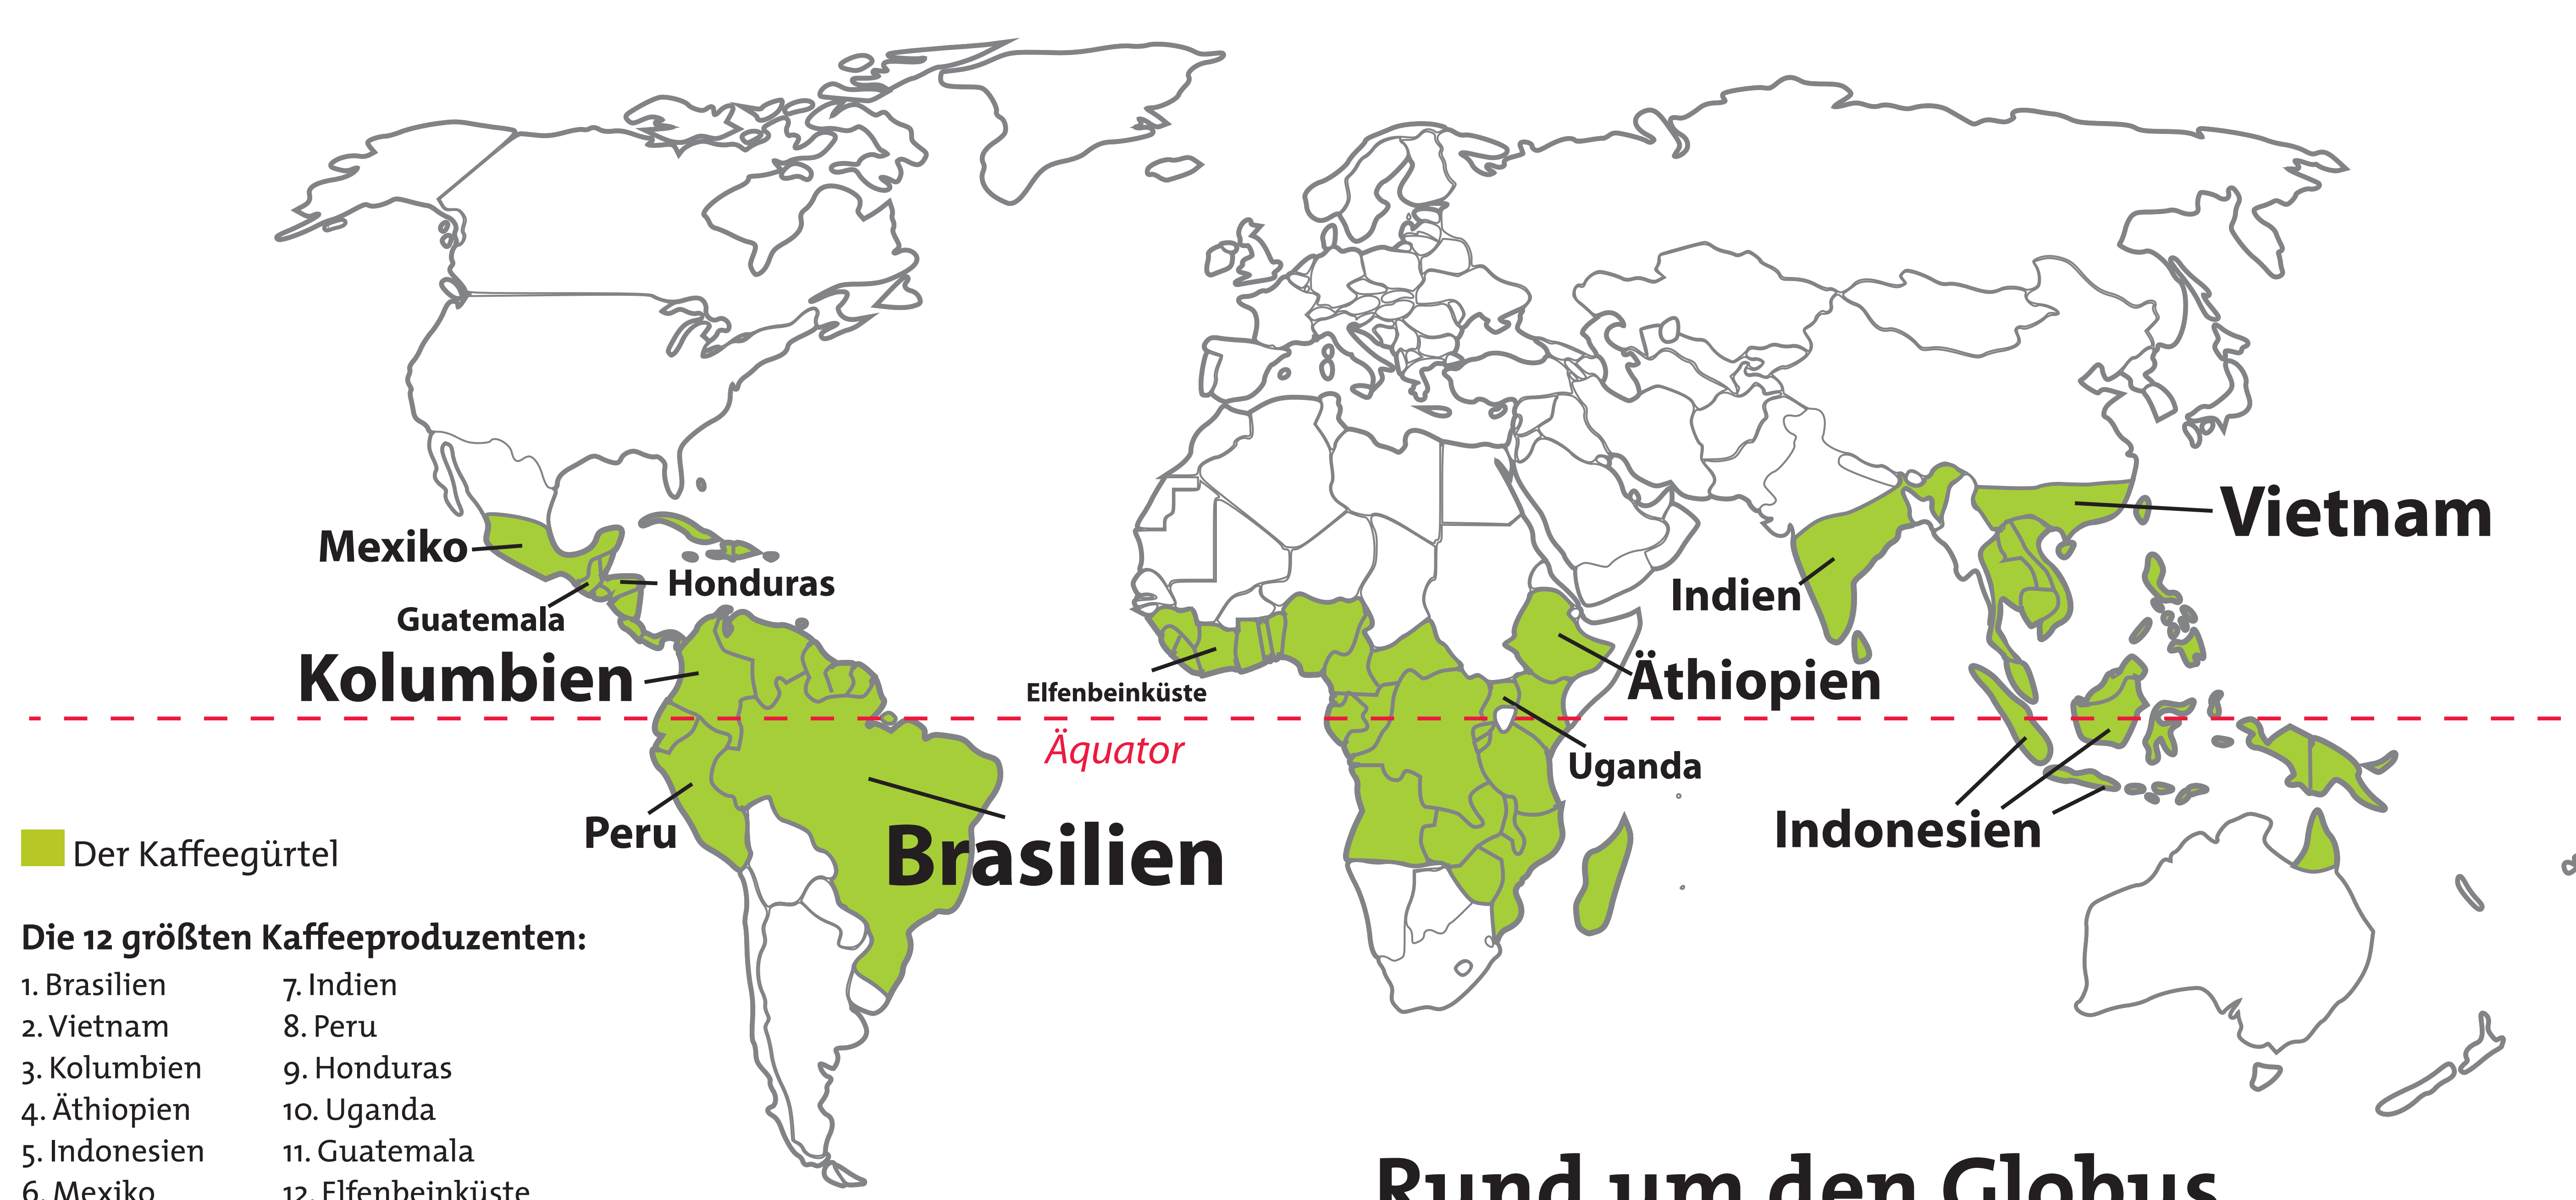 Vietnam
Mexiko
Honduras
Indien
Guatemala
Kolumbien
Äthiopien
Elfenbeinküste
Äquator
Uganda
Peru
Brasilien
Indonesien
Der Kaffeegürtel
Die 12 größten Kaffeeproduzenten:
1. Brasilien
2. Vietnam
3. Kolumbien
4. Äthiopien
5. Indonesien
6. Mexiko
7. Indien
8. Peru
9. Honduras
10. Uganda
11. Guatemala
12. Elfenbeinküste
Rund um den Globus